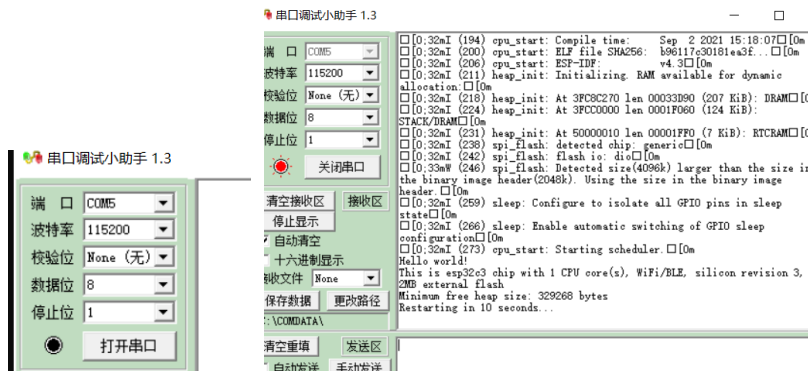 串口调试小助手 1.3
端 口 COM5
波特率 115200
校验位 None (无)
数据位 8
停止位 1
打开串口
串口调试小助手 1.3
端 口 COM5
波特率 115200
校验位 None (无)
数据位 8
停止位 1
关闭串口
清空接收区 接收区
停止显示
自动清空
十六进制显示
接收文件 None
保存数据 更改路径
:\COMDATA\
清空重填 发送区
自动发送 手动发送
[0;32mI (194) cpu_start: Compile time: Sep 2 2021 15:18:07[0m
[0;32mI (200) cpu_start: ELF file SHA256: b96117c30181ea3f...[0m
[0;32mI (206) cpu_start: ESP-IDF: v4.3[0m
[0;32mI (211) heap_init: Initializing. RAM available for dynamic
allocation:[0m
[0;32mI (218) heap_init: At 3FC8C270 len 00033D90 (207 KiB): DRAM[0
[0;32mI (224) heap_init: At 3FCC0000 len 0001F060 (124 KiB):
STACK/DRAM[0m
[0;32mI (231) heap_init: At 50000010 len 00001FF0 (7 KiB): RTCRAM[0
[0;32mI (238) spi_flash: detected chip: generic[0m
[0;32mI (242) spi_flash: flash io: dio[0m
[0;33mW (246) spi_flash: Detected size(4096k) larger than the size in
the binary image header(2048k). Using the size in the binary image
header.[0m
[0;32mI (259) sleep: Configure to isolate all GPIO pins in sleep
state[0m
[0;32mI (266) sleep: Enable automatic switching of GPIO sleep
configuration[0m
[0;32mI (273) cpu_start: Starting scheduler.[0m
Hello world!
This is esp32c3 chip with 1 CPU core(s), WiFi/BLE, silicon revision 3,
2MB external flash
Minimum free heap size: 329268 bytes
Restarting in 10 seconds...